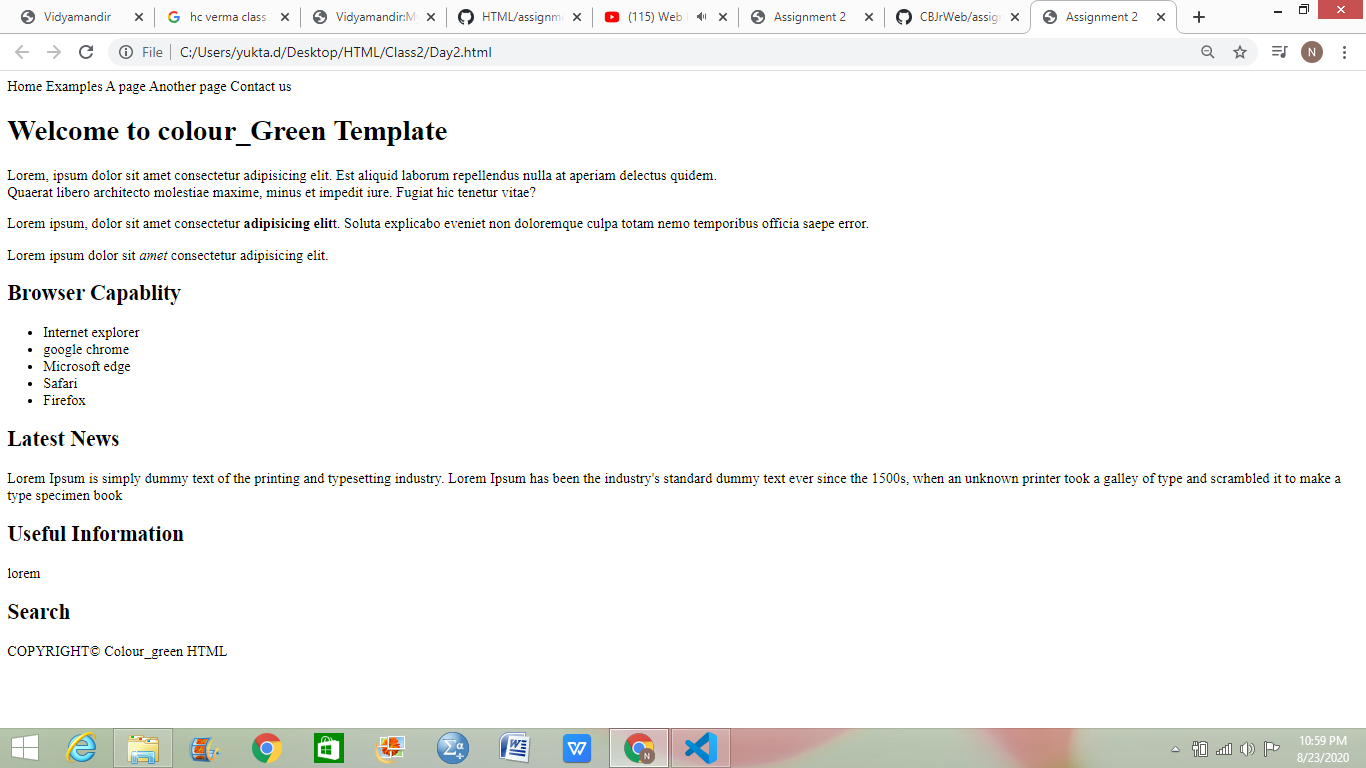 Vidyamandir
hc verma class
Vidyamandir:M
HTML/assignm
(115) Web
Assignment 2
CBJrWeb/assig
Assignment 2
File
C:/Users/yukta.d/Desktop/HTML/Class2/Day2.html
N
Home Examples A page Another page Contact us
Welcome to colour_Green Template
Lorem, ipsum dolor sit amet consectetur adipisicing elit. Est aliquid laborum repellendus nulla at aperiam delectus quidem.
Quaerat libero architecto molestiae maxime, minus et impedit iure. Fugiat hic tenetur vitae?
Lorem ipsum, dolor sit amet consectetur adipisicing elitt. Soluta explicabo eveniet non doloremque culpa totam nemo temporibus officia saepe error.
Lorem ipsum dolor sit amet consectetur adipisicing elit.
Browser Capablity
Internet explorer
google chrome
Microsoft edge
Safari
Firefox
Latest News
Lorem Ipsum is simply dummy text of the printing and typesetting industry. Lorem Ipsum has been the industry's standard dummy text ever since the 1500s, when an unknown printer took a galley of type and scrambled it to make a
type specimen book
Useful Information
lorem
Search
COPYRIGHT© Colour_green HTML
10:59 PM
8/23/2020